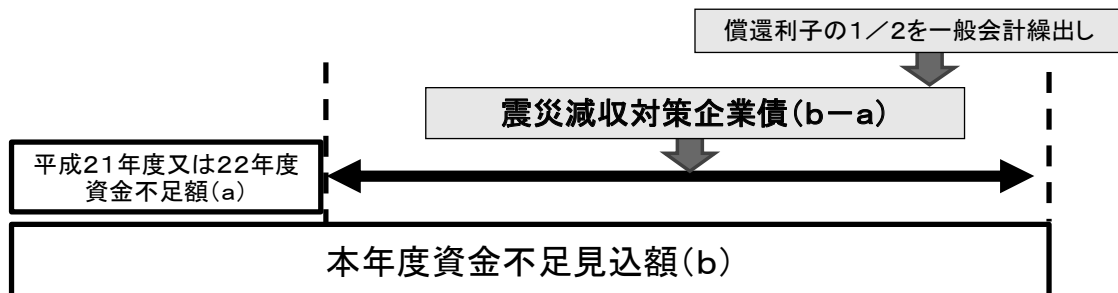 償還利子の1／2を一般会計繰出し
震災減収対策企業債(b－a)
平成21年度又は22年度
資金不足額(a)
本年度資金不足見込額(b)